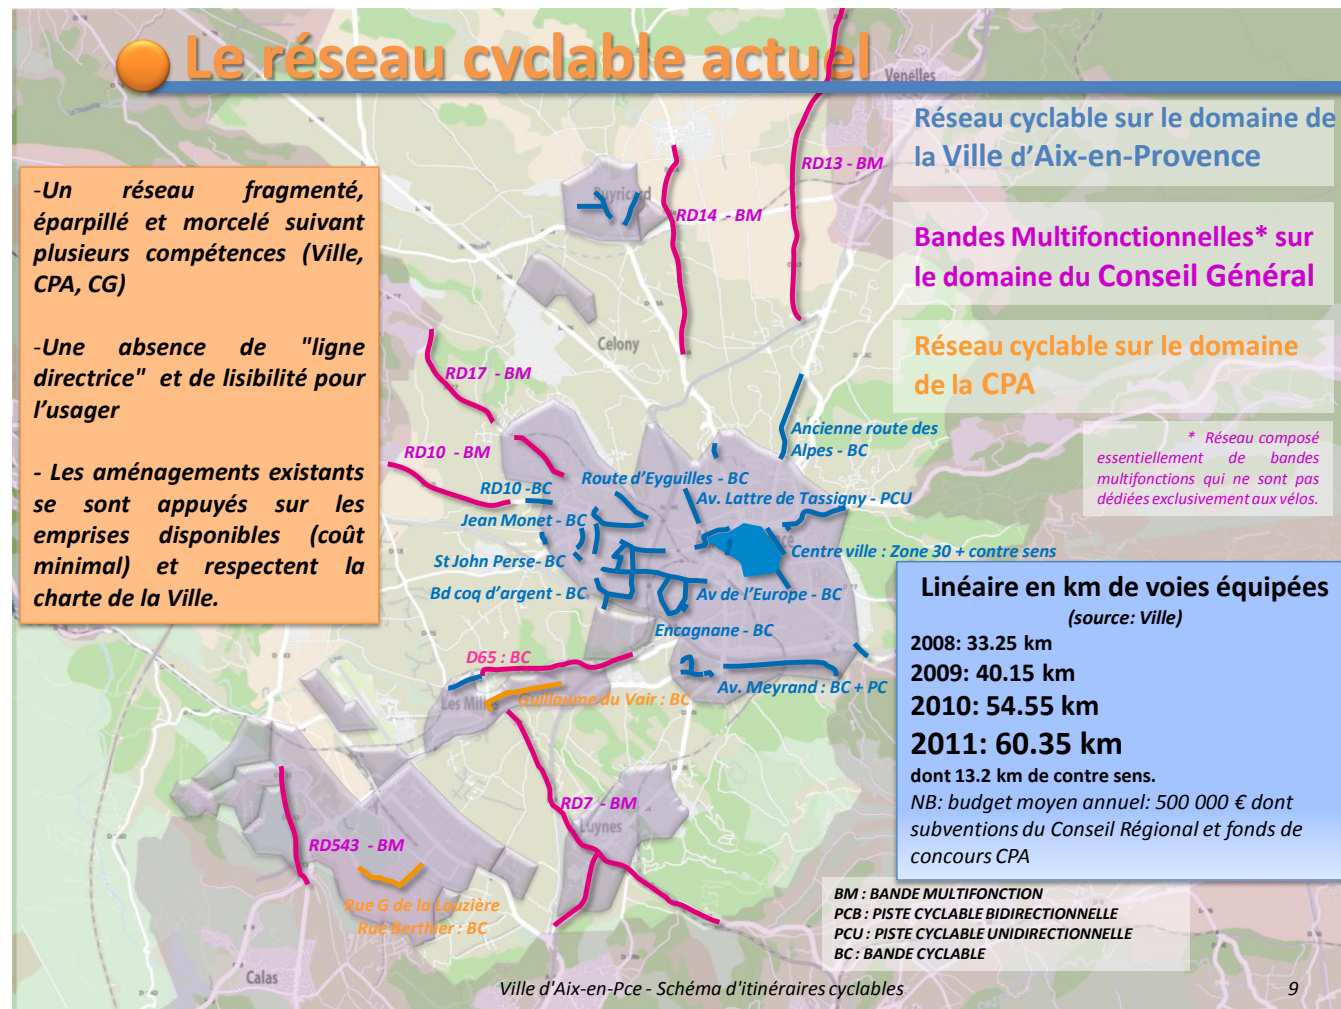 Le réseau cyclable actuel
Venelles
Réseau cyclable sur le domaine de
la Ville d'Aix-en-Provence
-Un réseau fragmenté,
éparpillé et morcelé suivant
plusieurs compétences (Ville,
CPA, CG)
-Une absence de "ligne
directrice" et de lisibilité pour
l'usager
- Les aménagements existants
se sont appuyés sur les
emprises disponibles (coût
minimal) et respectent la
charte de la Ville.
RD13 - BM
Puyricard
RD14 - BM
Bandes Multifonctionnelles* sur
le domaine du Conseil Général
Celony
Réseau cyclable sur le domaine
de la CPA
RD17 - BM
* Réseau composé
essentiellement de bandes
multifonctions qui ne sont pas
dédiées exclusivement aux vélos.
Ancienne route des
Alpes - BC
RD10 - BM
RD10 -BC
Route d'Eyguilles - BC
Av. Lattre de Tassigny - PCU
Jean Monet - BC
Centre ville : Zone 30 + contre sens
St John Perse- BC
Bd coq d'argent - BC
Av de l'Europe - BC
Encagnane - BC
D65 : BC
Av. Meyrand : BC + PC
Les Milles
Guillaume du Vair : BC
Linéaire en km de voies équipées
(source: Ville)
2008: 33.25 km
2009: 40.15 km
2010: 54.55 km
2011: 60.35 km
dont 13.2 km de contre sens.
NB: budget moyen annuel: 500 000 € dont
subventions du Conseil Régional et fonds de
concours CPA
RD7 - BM
Luynes
RD543 - BM
Rue G de la Lauzière
Rue Berthier : BC
Calas
BM : BANDE MULTIFONCTION
PCB : PISTE CYCLABLE BIDIRECTIONNELLE
PCU : PISTE CYCLABLE UNIDIRECTIONNELLE
BC : BANDE CYCLABLE
Ville d'Aix-en-Pce - Schéma d'itinéraires cyclables
9